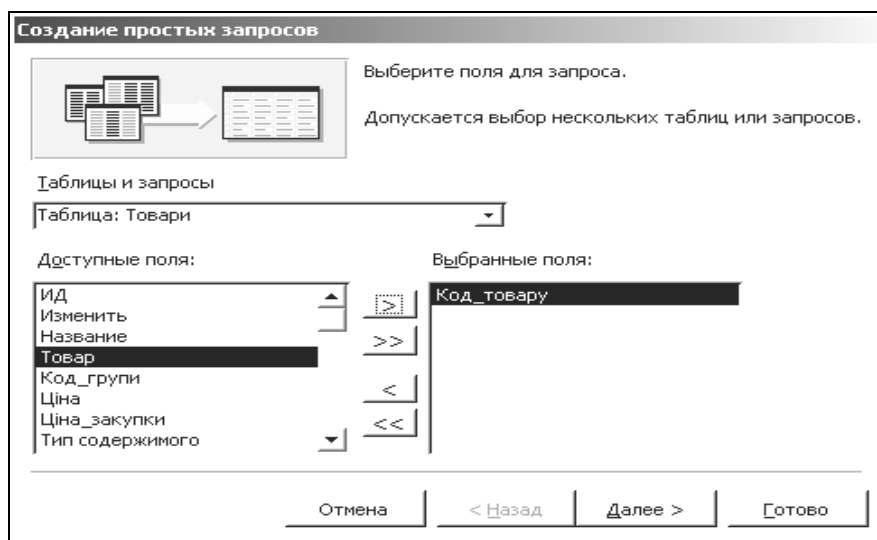 Создание простых запросов
Выберите поля для запроса.
Допускается выбор нескольких таблиц или запросов.
Таблицы и запросы
Таблица: Товари
Доступные поля:
Выбранные поля:
ИД
Изменить
Название
Товар
Код_групи
Ціна
Ціна_закупки
Тип содержимого
>
>>
<
<<
Код_товару
Отмена
< Назад
Далее >
Готово